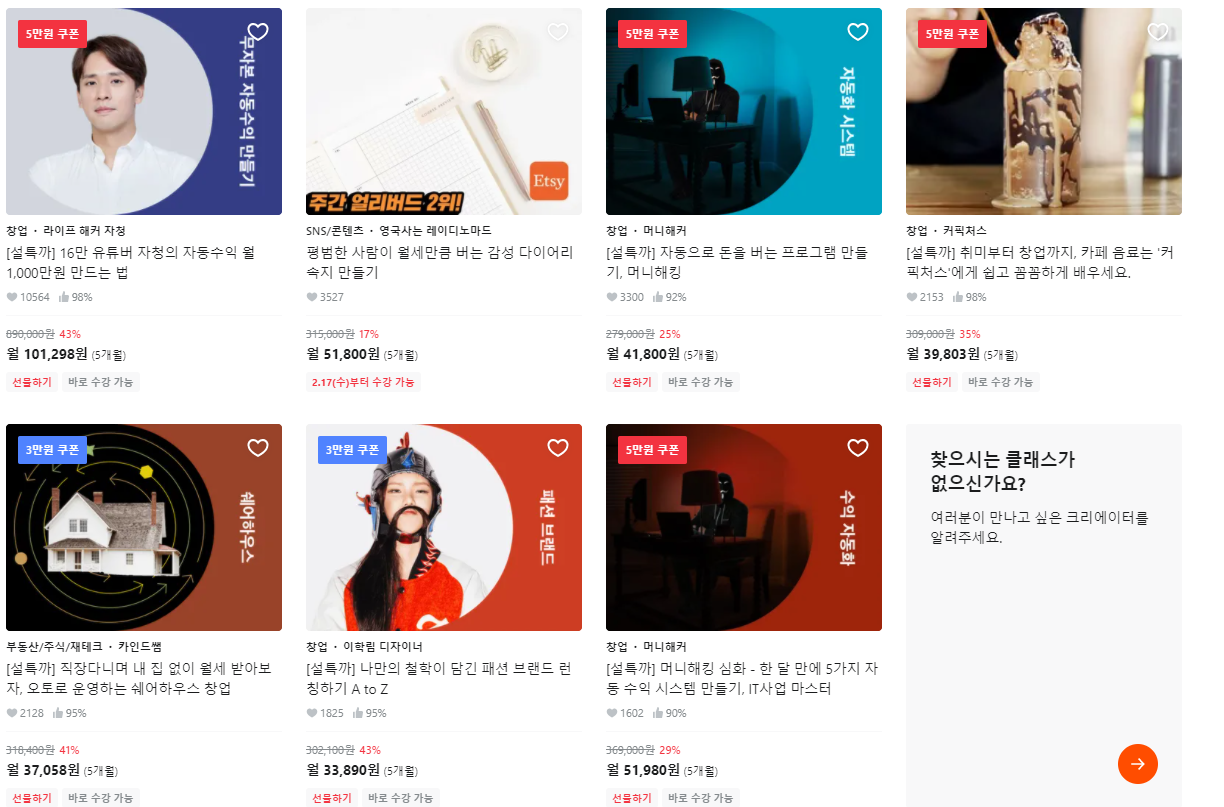 5만원 쿠폰
무자본 자동수익 만들기
창업 · 라이프 해커 자청
[설특까] 16만 유튜버 자청의 자동수익 월
1,000만원 만드는 법
10564 98%
890,000원 43%
월 101,298원 (5개월)
선물하기 바로 수강 가능
Etsy
주간 얼리버드 2위!
SNS/콘텐츠 · 영국사는 레이디노마드
평범한 사람이 월세만큼 버는 감성 다이어리
속지 만들기
3527
315,000원 17%
월 51,800원 (5개월)
2.17(수)부터 수강 가능
5만원 쿠폰
자동화 시스템
창업 · 머니해커
[설특까] 자동으로 돈을 버는 프로그램 만들
기, 머니해킹
3300 92%
279,000원 25%
월 41,800원 (5개월)
선물하기 바로 수강 가능
5만원 쿠폰
창업 · 커픽처스
[설특까] 취미부터 창업까지, 카페 음료는 '커
픽처스'에게 쉽고 꼼꼼하게 배우세요.
2153 98%
309,000원 35%
월 39,803원 (5개월)
선물하기 바로 수강 가능
3만원 쿠폰
쉐어하우스
부동산/주식/재테크 · 카인드쌤
[설특까] 직장다니며 내 집 없이 월세 받아보
자, 오토로 운영하는 쉐어하우스 창업
2128 95%
318,400원 41%
월 37,058원 (5개월)
선물하기 바로 수강 가능
3만원 쿠폰
패션 브랜드
창업 · 이학림 디자이너
[설특까] 나만의 철학이 담긴 패션 브랜드 런
칭하기 A to Z
1825 95%
302,100원 43%
월 33,890원 (5개월)
선물하기 바로 수강 가능
5만원 쿠폰
수익 자동화
창업 · 머니해커
[설특까] 머니해킹 심화 - 한 달 만에 5가지 자
동 수익 시스템 만들기, IT사업 마스터
1602 90%
369,000원 29%
월 51,980원 (5개월)
선물하기 바로 수강 가능
찾으시는 클래스가
없으신가요?
여러분이 만나고 싶은 크리에이터를
알려주세요.